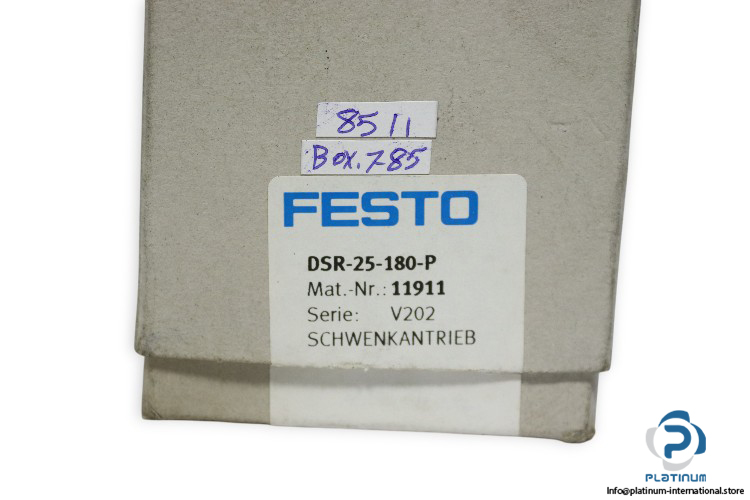 8511
Box.785
FESTO
DSR-25-180-P
Mat.-Nr.: 11911
Serie: V202
SCHWENKANTRIEB
PLATINUM
Info@platinum-international.store